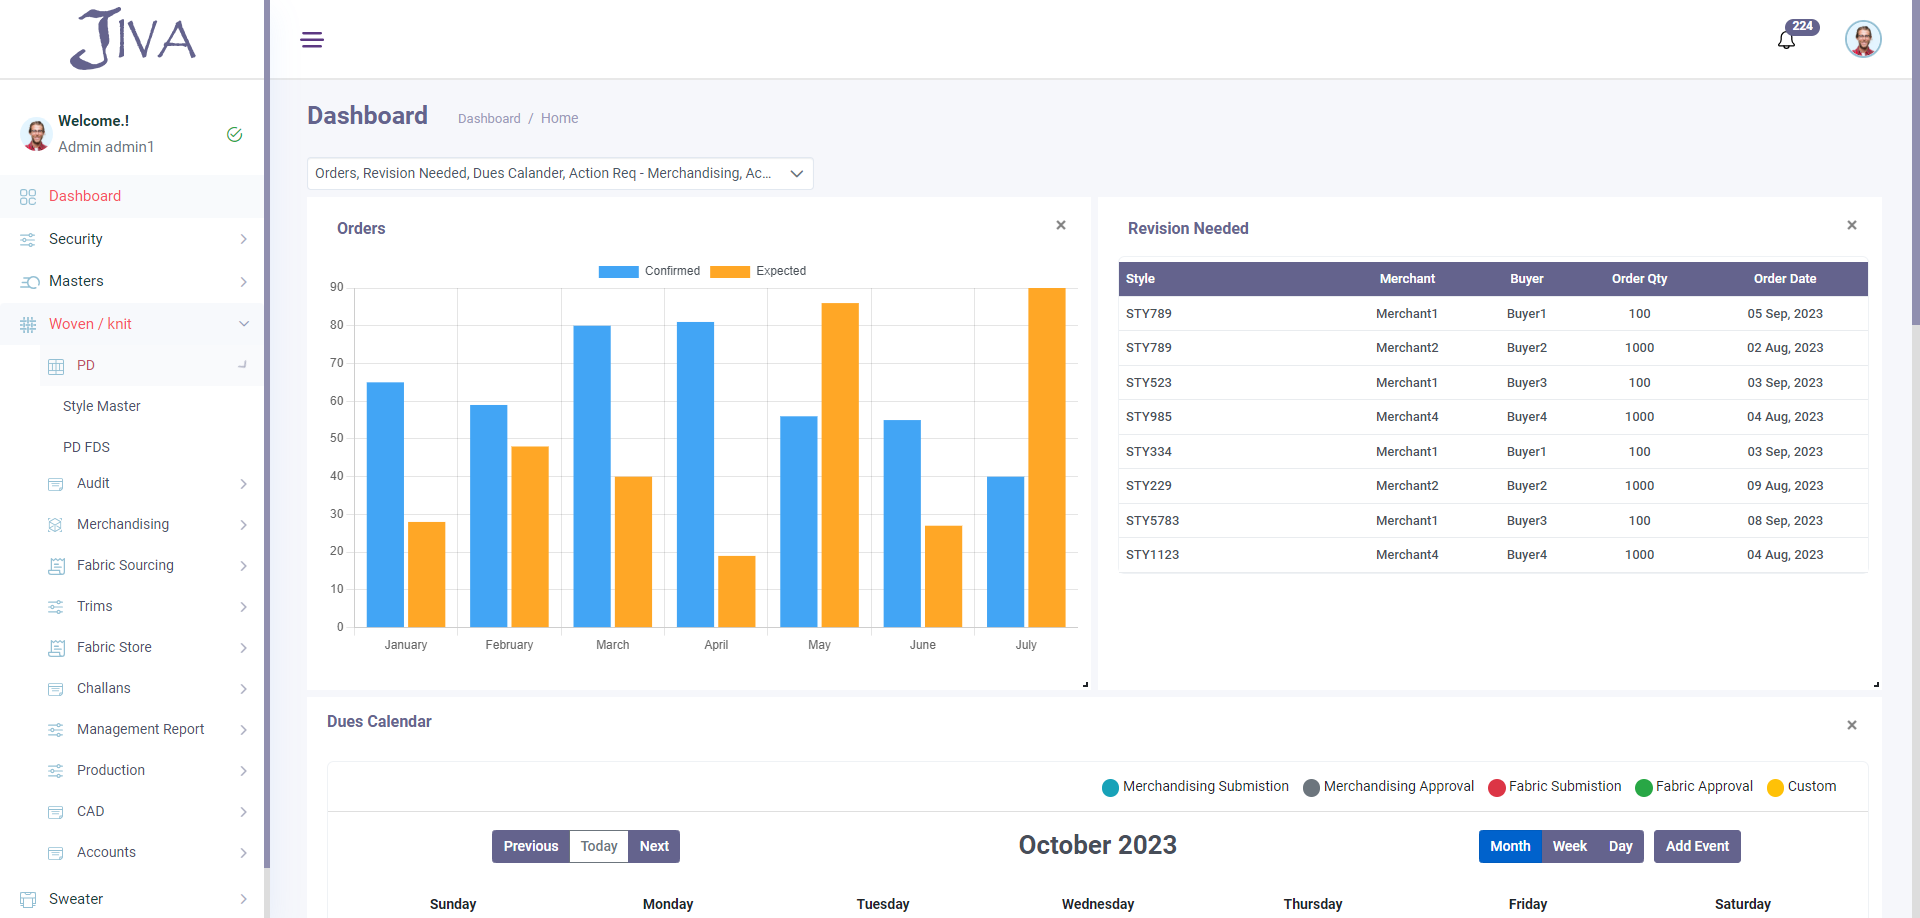 JIVA
224
Welcome.!
Admin admin1
Dashboard
Security
Masters
Woven / knit
PD
Style Master
PD FDS
Audit
Merchandising
Fabric Sourcing
Trims
Fabric Store
Challans
Management Report
Production
CAD
Accounts
Sweater
Dashboard
Dashboard / Home
Orders, Revision Needed, Dues Calander, Action Req - Merchandising, Ac...
Orders
×
Confirmed Expected
90
80
70
60
50
40
30
20
10
0
January February March April May June July
Revision Needed
×
Style Merchant Buyer Order Qty Order Date
STY789 Merchant1 Buyer1 100 05 Sep, 2023
STY789 Merchant2 Buyer2 1000 02 Aug, 2023
STY523 Merchant1 Buyer3 100 03 Sep, 2023
STY985 Merchant4 Buyer4 1000 04 Aug, 2023
STY334 Merchant1 Buyer1 100 03 Sep, 2023
STY229 Merchant2 Buyer2 1000 09 Aug, 2023
STY5783 Merchant1 Buyer3 100 08 Sep, 2023
STY1123 Merchant4 Buyer4 1000 04 Aug, 2023
Dues Calendar
×
Merchandising Submistion Merchandising Approval Fabric Submistion Fabric Approval Custom
Previous Today Next October 2023 Month Week Day Add Event
Sunday Monday Tuesday Wednesday Thursday Friday Saturday